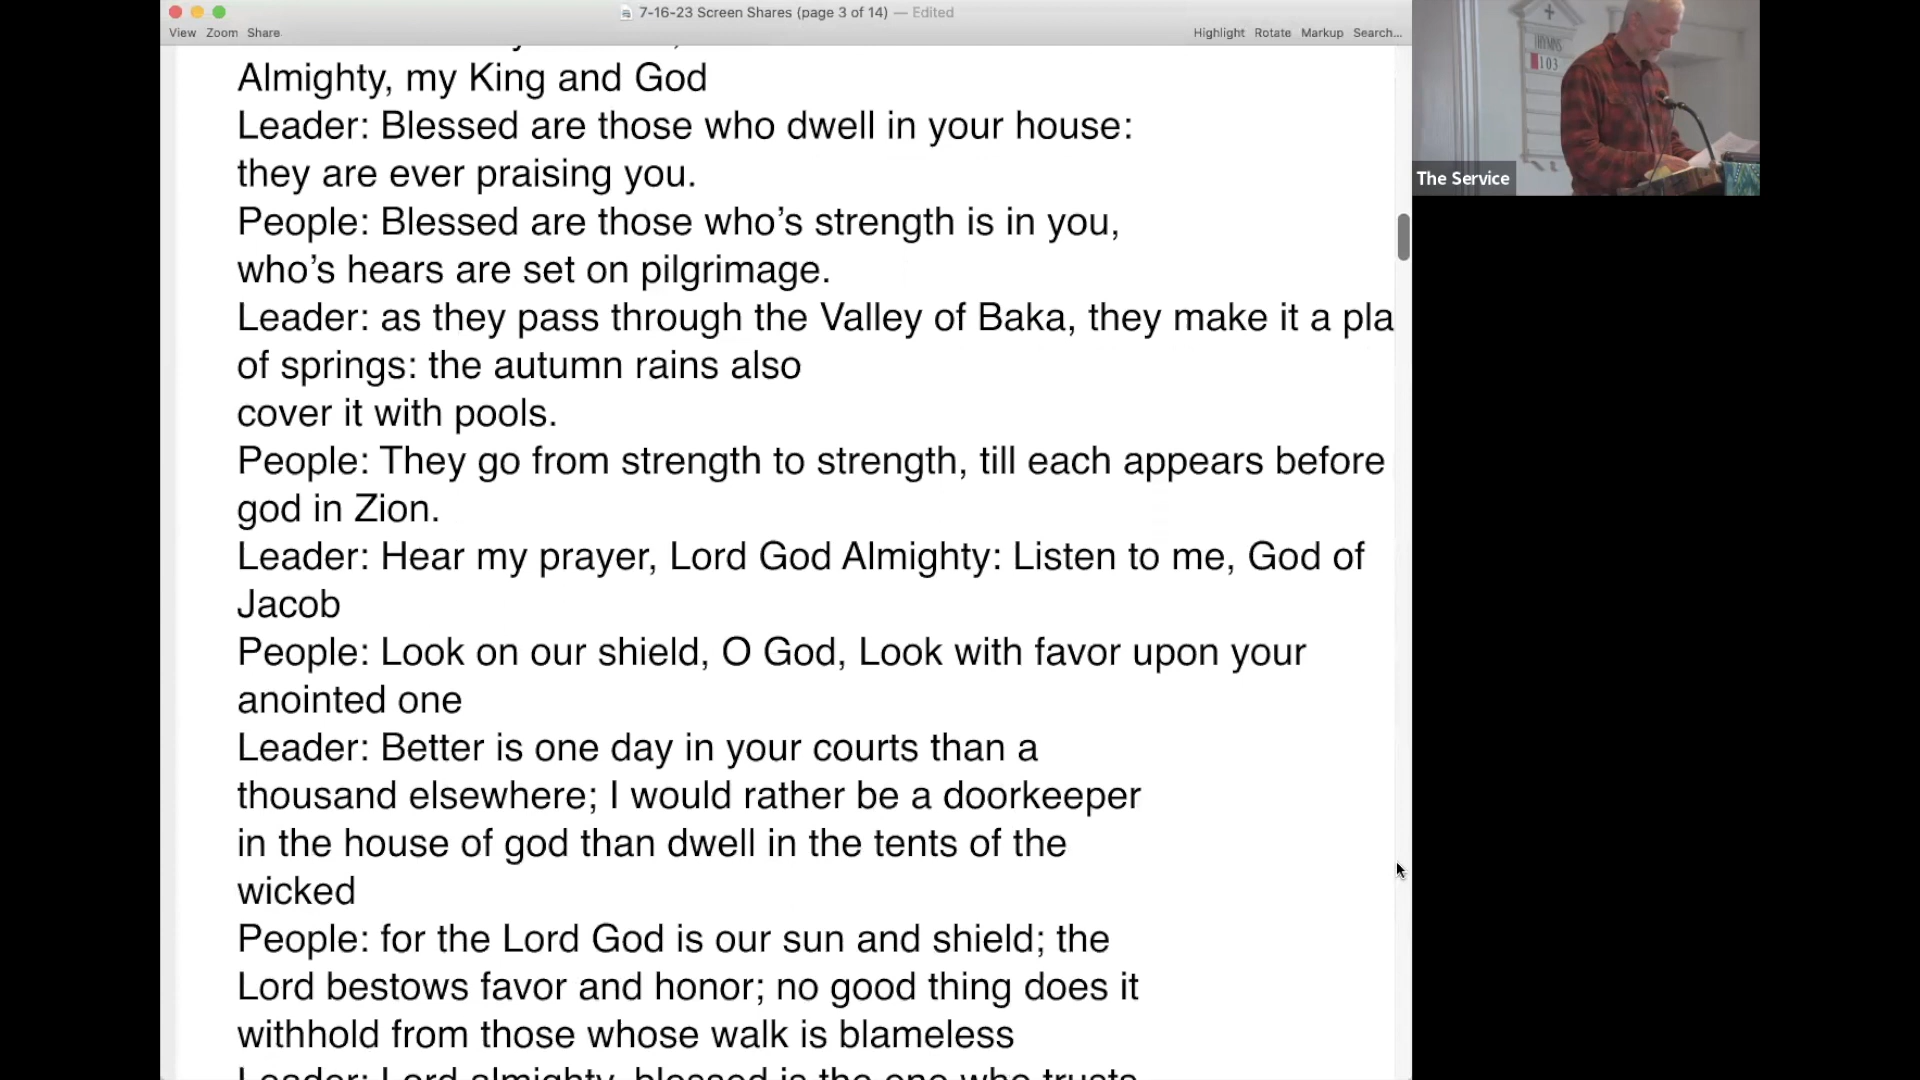 7-16-23 Screen Shares (page 3 of 14) — Edited
View Zoom Share
Highlight Rotate Markup Search...
Almighty, my King and God
Leader: Blessed are those who dwell in your house:
they are ever praising you.
People: Blessed are those who’s strength is in you,
who’s hears are set on pilgrimage.
Leader: as they pass through the Valley of Baka, they make it a pla
of springs: the autumn rains also
cover it with pools.
People: They go from strength to strength, till each appears before
god in Zion.
Leader: Hear my prayer, Lord God Almighty: Listen to me, God of
Jacob
People: Look on our shield, O God, Look with favor upon your
anointed one
Leader: Better is one day in your courts than a
thousand elsewhere; I would rather be a doorkeeper
in the house of god than dwell in the tents of the
wicked
People: for the Lord God is our sun and shield; the
Lord bestows favor and honor; no good thing does it
withhold from those whose walk is blameless
Leader: Lord almighty, blessed is the one who trusts
HYMNS
103
The Service